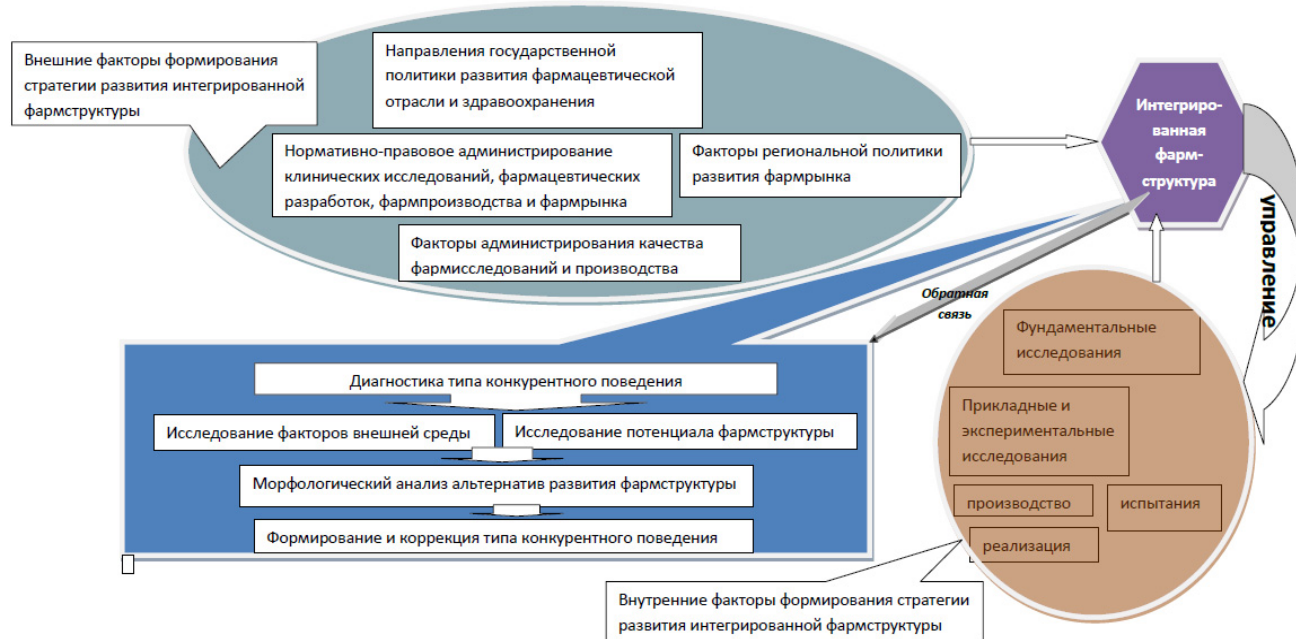 Внешние факторы формирования
стратегии развития интегрированной
фармструктуры
Направления государственной
политики развития фармацевтической
отрасли и здравоохранения
Нормативно-правовое администрирование
клинических исследований, фармацевтических
разработок, фармпроизводства и фармрынка
Факторы региональной политики
развития фармрынка
Факторы администрирования качества
фармисследований и производства
Интегриро-
ванная
фарм-
структура
управление
Обратная
связь
Диагностика типа конкурентного поведения
Исследование факторов внешней среды
Исследование потенциала фармструктуры
Морфологический анализ альтернатив развития фармструктуры
Формирование и коррекция типа конкурентного поведения
Фундаментальные
исследования
Прикладные и
экспериментальные
исследования
производство
испытания
реализация
Внутренние факторы формирования стратегии
развития интегрированной фармструктуры